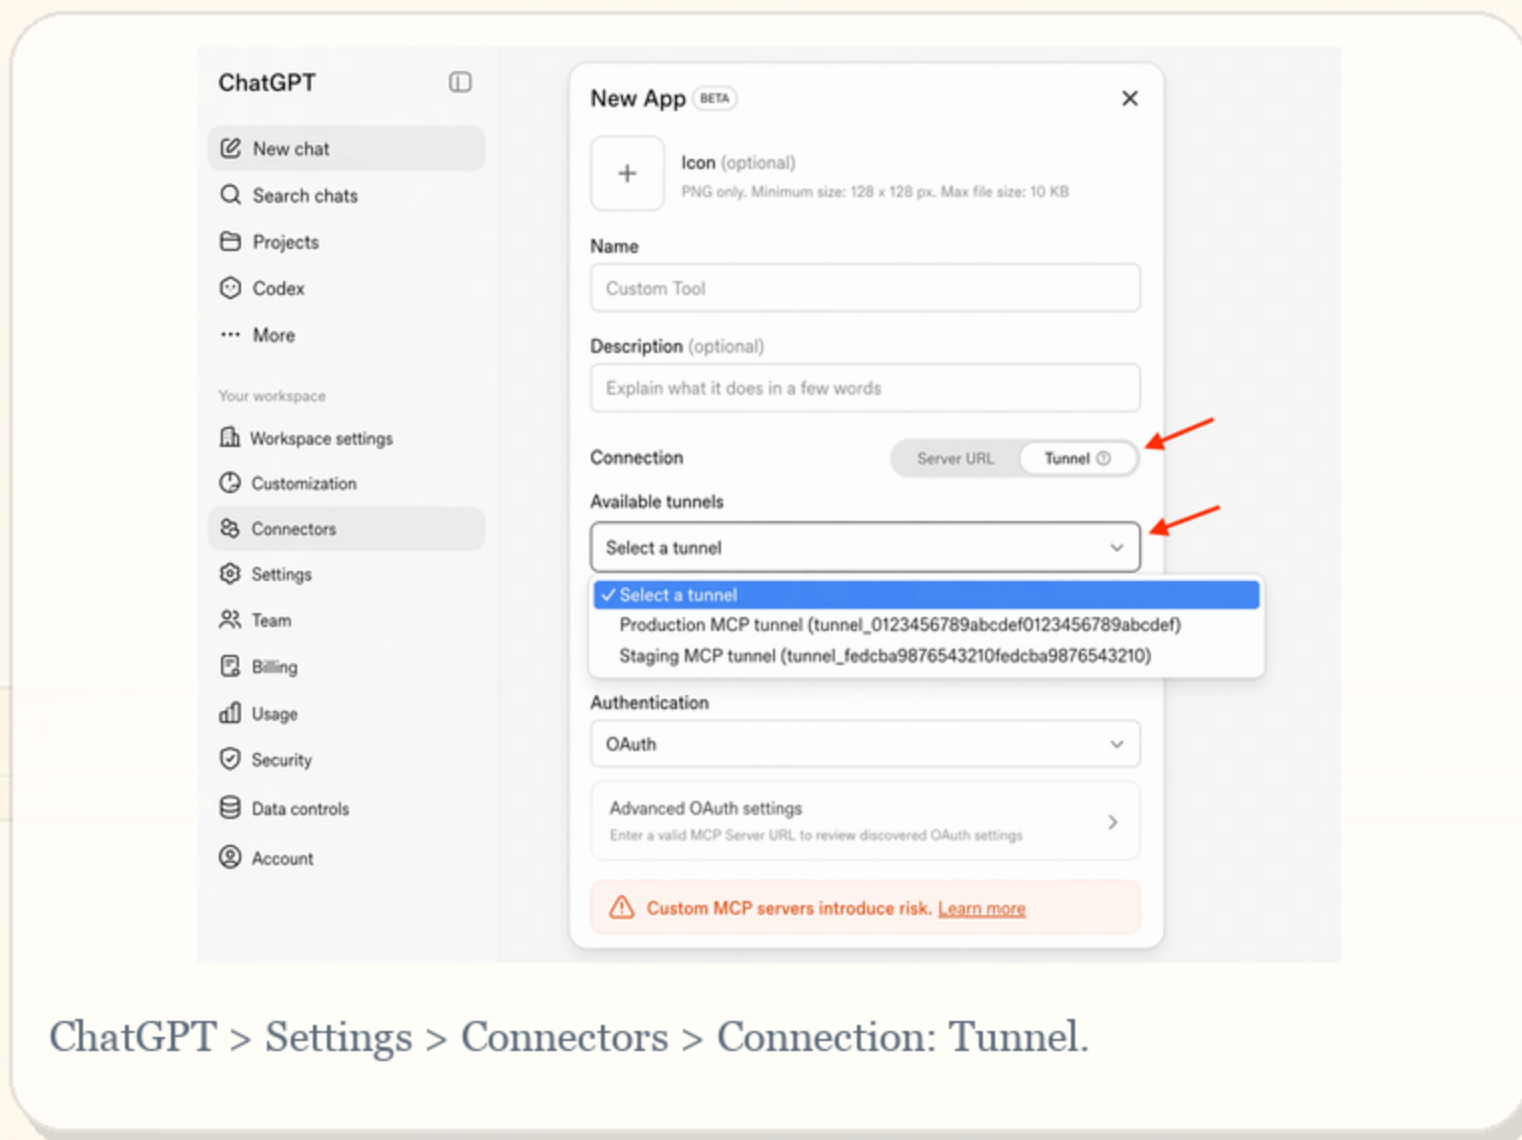 ChatGPT
New chat
Search chats
Projects
Codex
More
Your workspace
Workspace settings
Customization
Connectors
Settings
Team
Billing
Usage
Security
Data controls
Account
New App BETA
Icon (optional)
PNG only. Minimum size: 128 x 128 px. Max file size: 10 KB
Name
Custom Tool
Description (optional)
Explain what it does in a few words
Connection
Server URL
Tunnel
Available tunnels
Select a tunnel
✓ Select a tunnel
Production MCP tunnel (tunnel_0123456789abcdef0123456789abcdef)
Staging MCP tunnel (tunnel_fedcba9876543210fedcba9876543210)
Authentication
OAuth
Advanced OAuth settings
Enter a valid MCP Server URL to review discovered OAuth settings
Custom MCP servers introduce risk. Learn more
ChatGPT > Settings > Connectors > Connection: Tunnel.